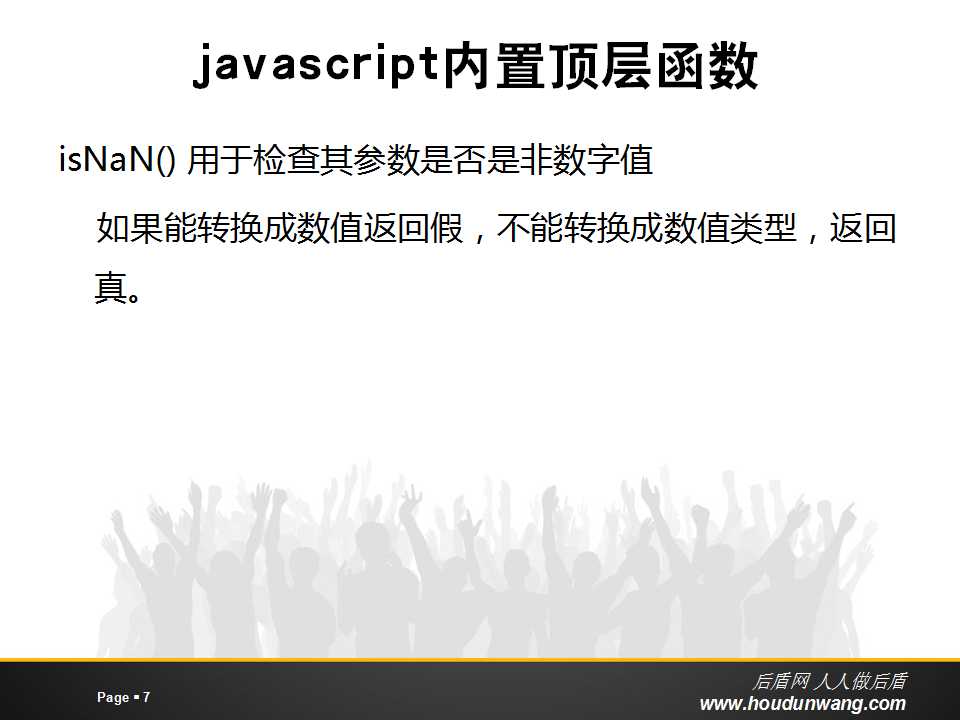 javascript内置顶层函数
isNaN() 用于检查其参数是否是非数字值
如果能转换成数值返回假，不能转换成数值类型，返回
真。
后盾网 人人做后盾
Page ▪ 7
www.houdunwang.com